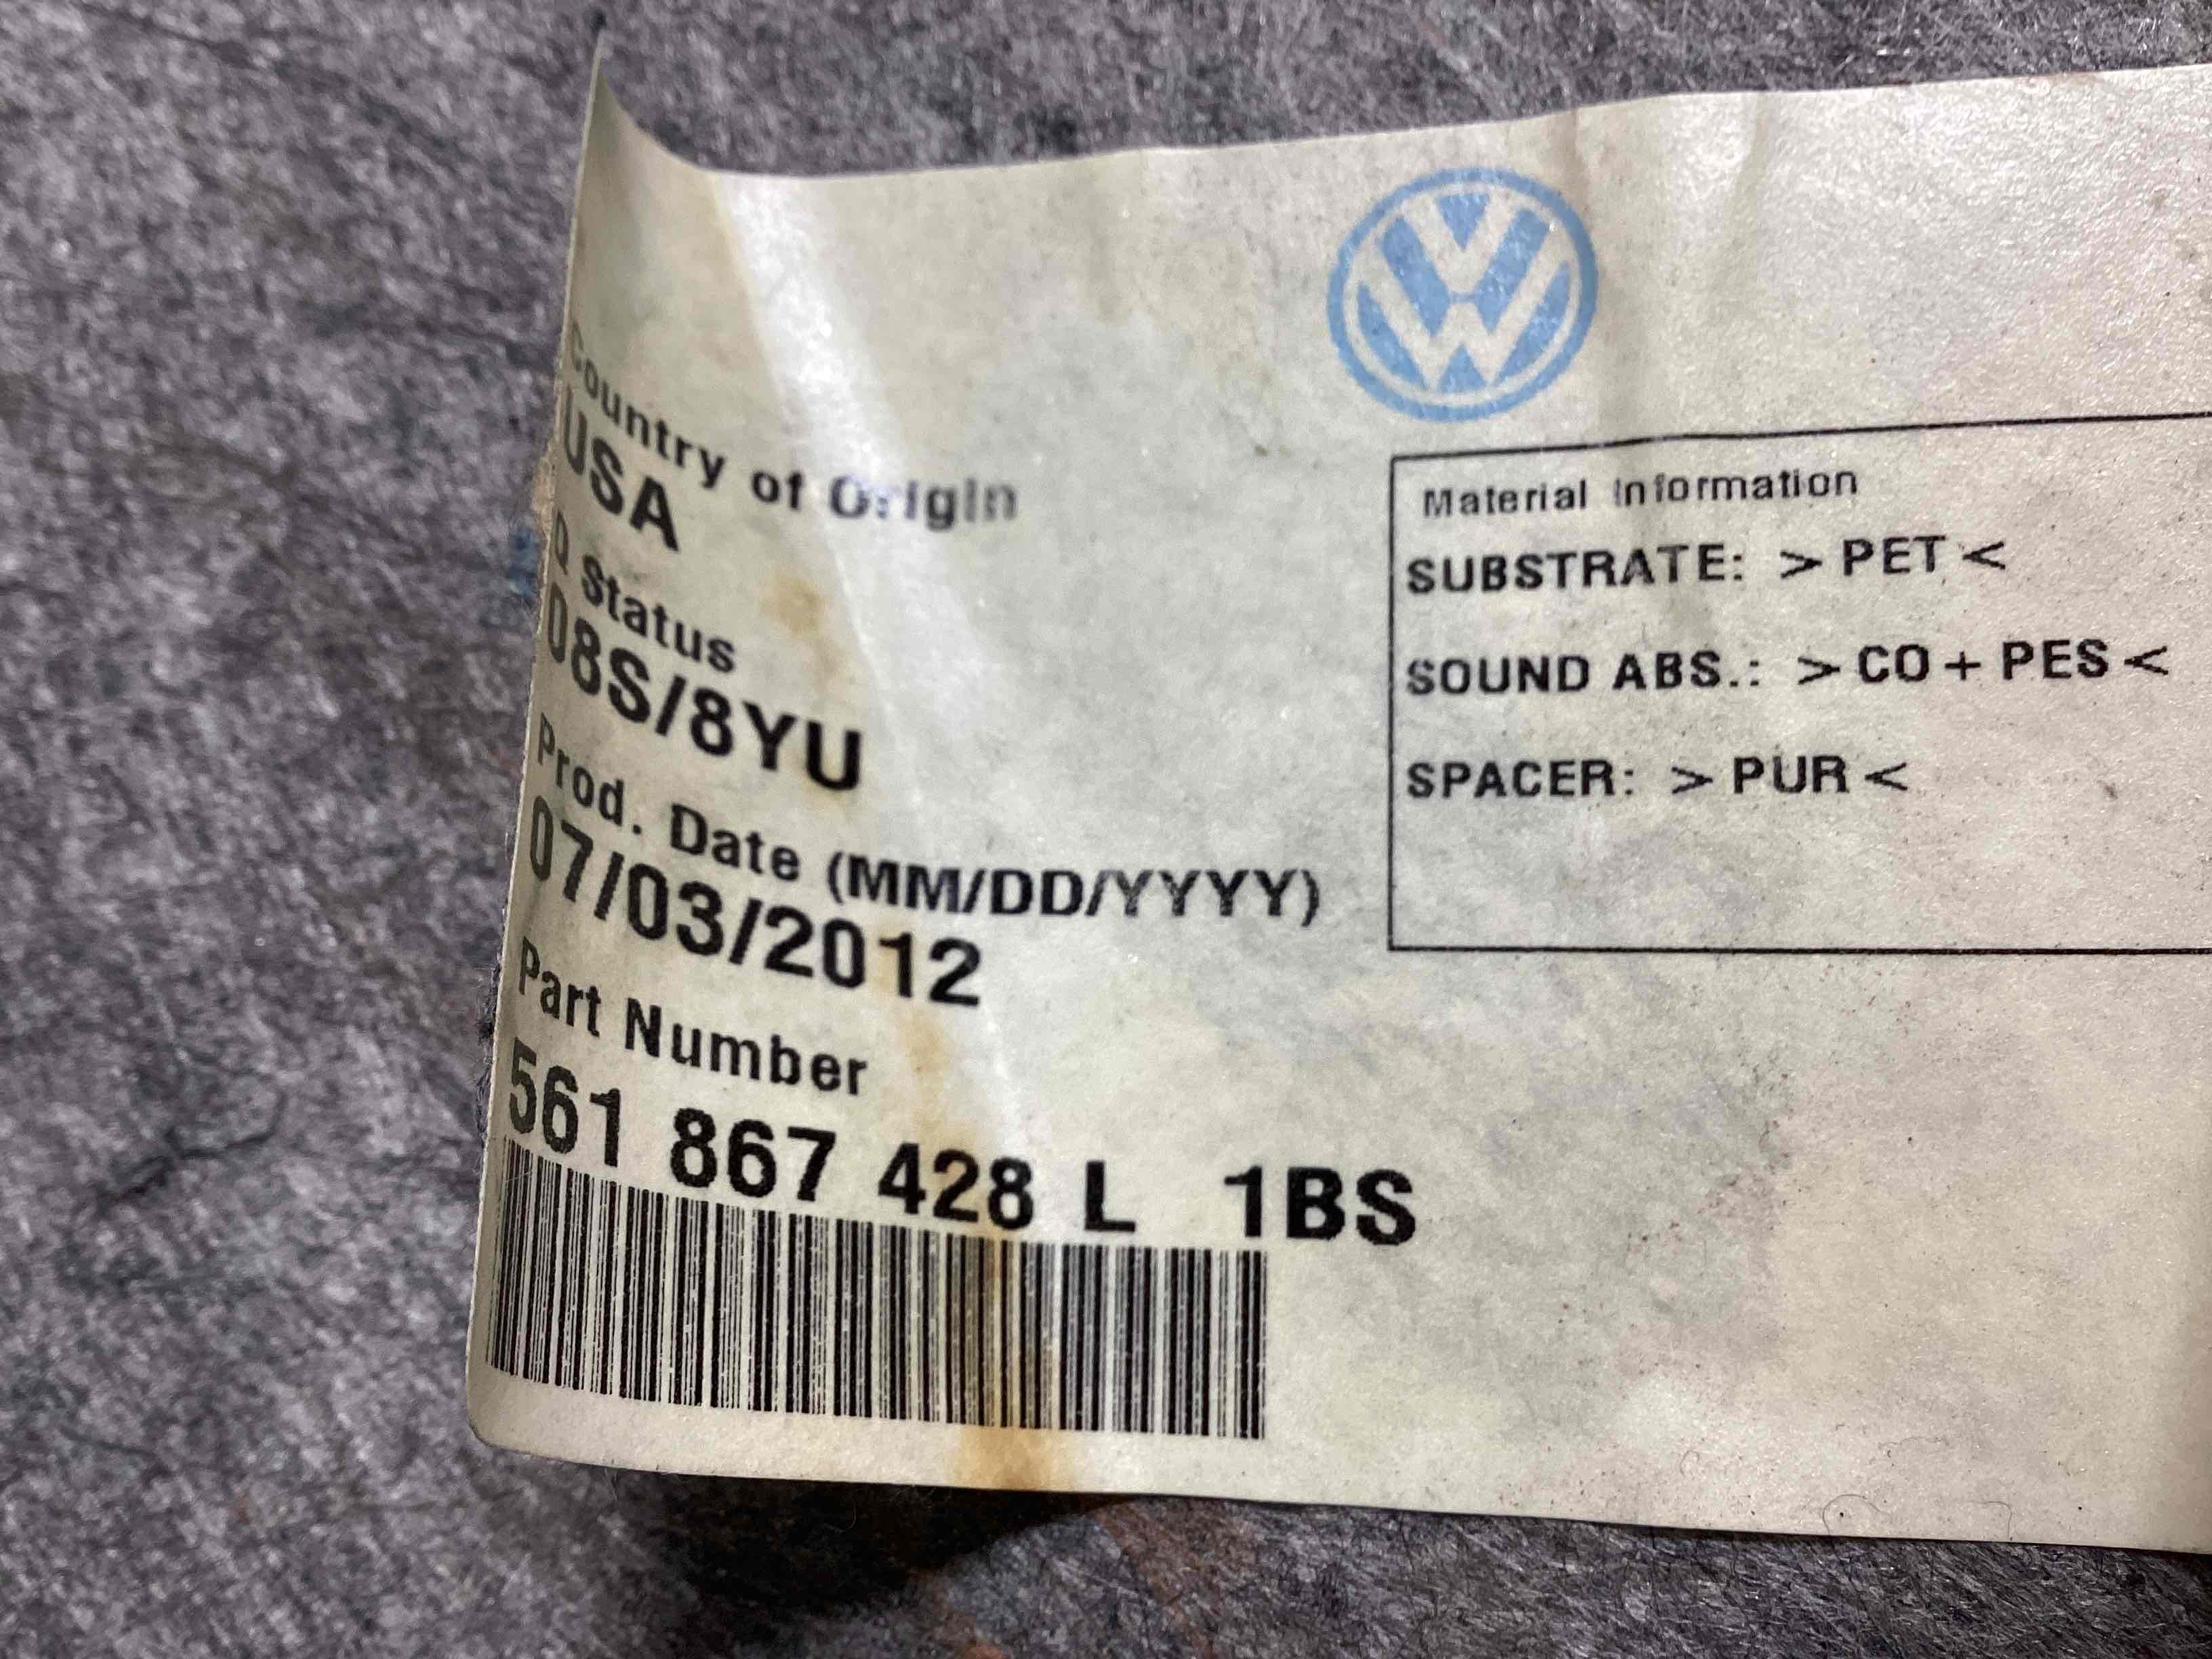 Country of Origin
USA
Q Status
08S/8YU
Prod. Date (MM/DD/YYYY)
07/03/2012
Part Number
561 867 428 L 1BS
VW
Material Information
SUBSTRATE: >PET<
SOUND ABS.: >CO+PES<
SPACER: >PUR<